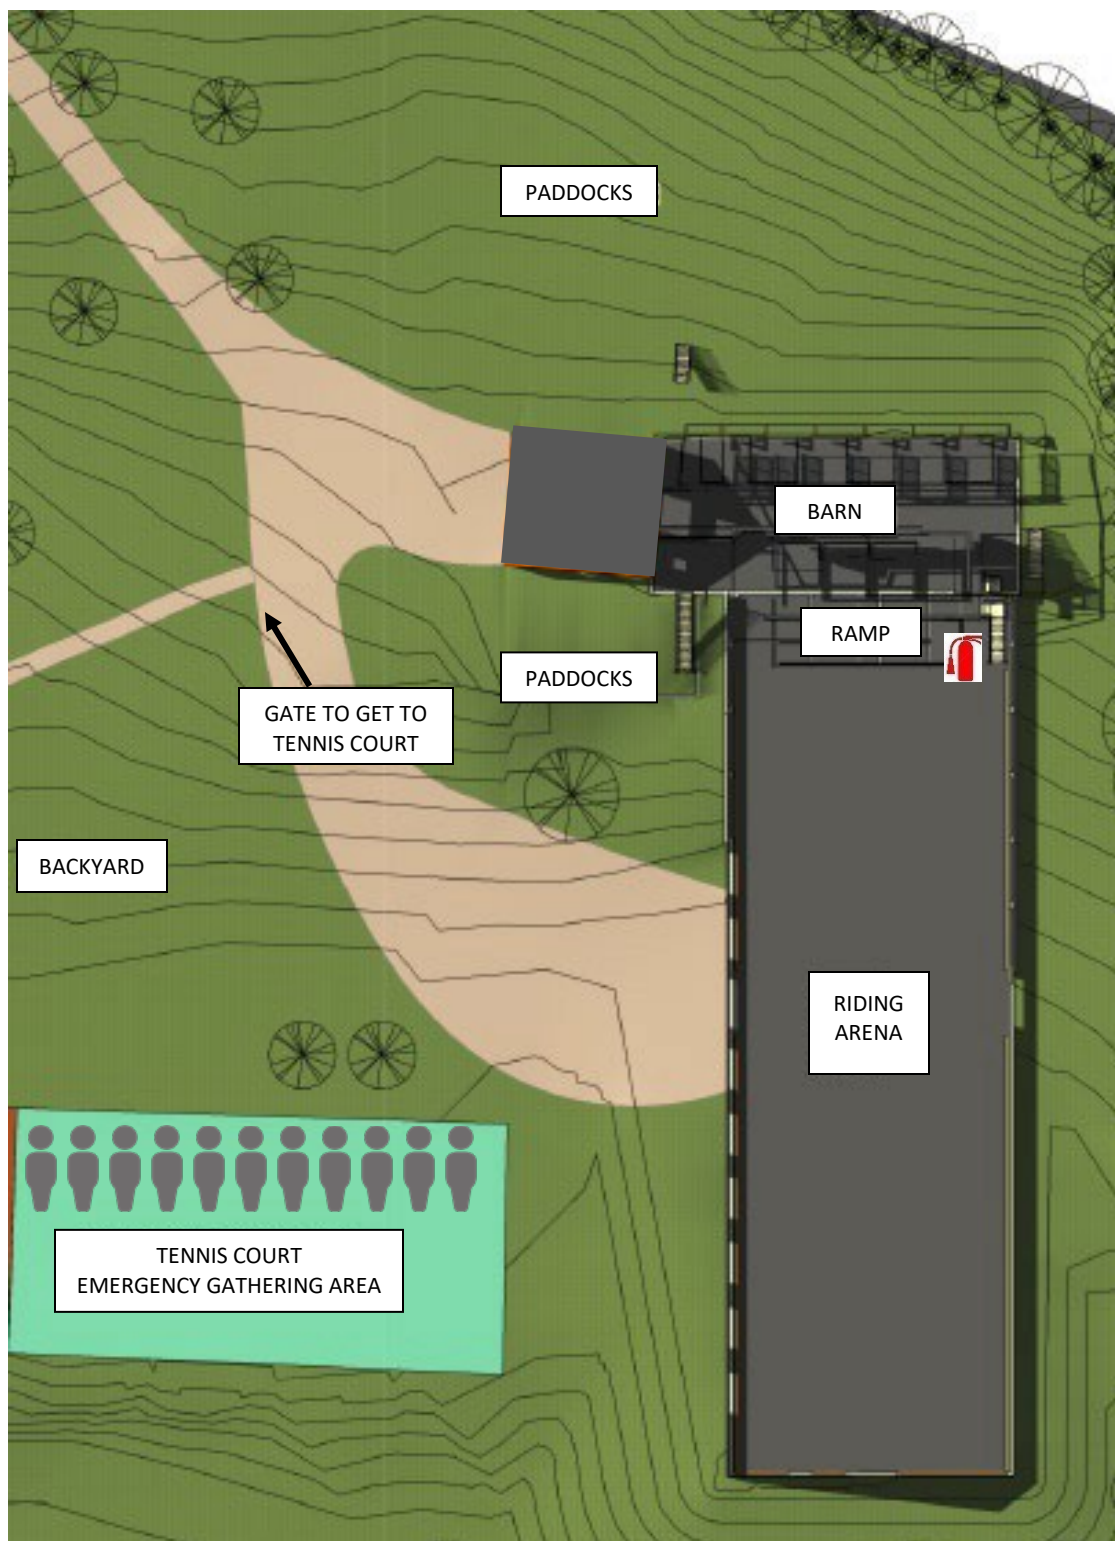 PADDOCKS
BARN
RAMP
PADDOCKS
GATE TO GET TO
TENNIS COURT
BACKYARD
RIDING
ARENA
TENNIS COURT
EMERGENCY GATHERING AREA